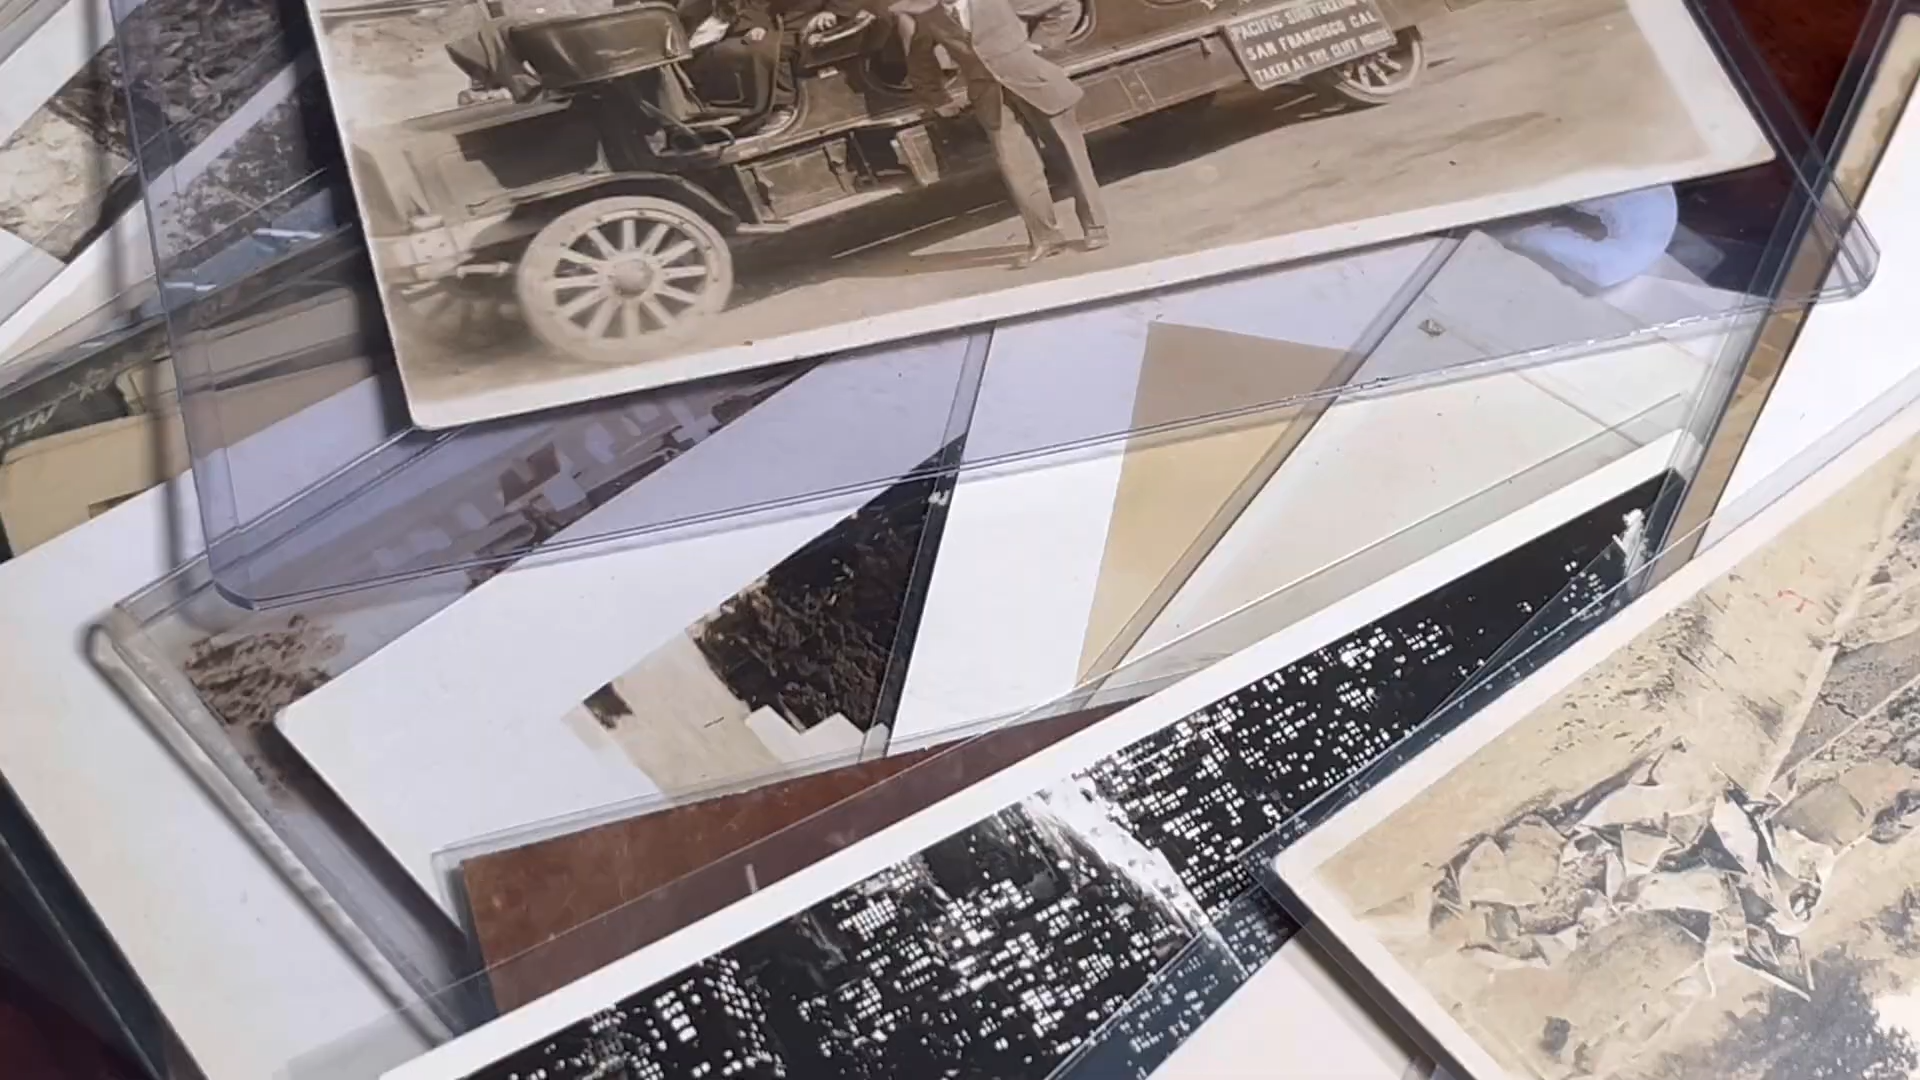 PACIFIC SIGHTSEEING
SAN FRANCISCO CAL
TAKEN AT THE CLIFF HOUSE